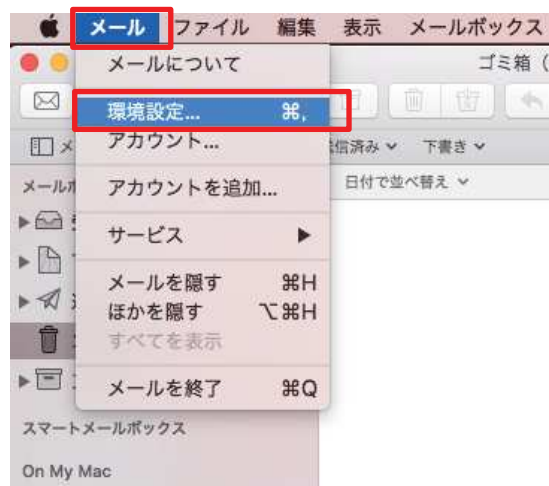 メール ファイル 編集 表示 メールボックス
メールについて
ゴミ箱（
環境設定... ⌘,
アカウント...
信済み 下書き
アカウントを追加...
日付で並べ替え
サービス
メールを隠す ⌘H
ほかを隠す ⌥⌘H
すべてを表示
メールを終了 ⌘Q
スマートメールボックス
On My Mac